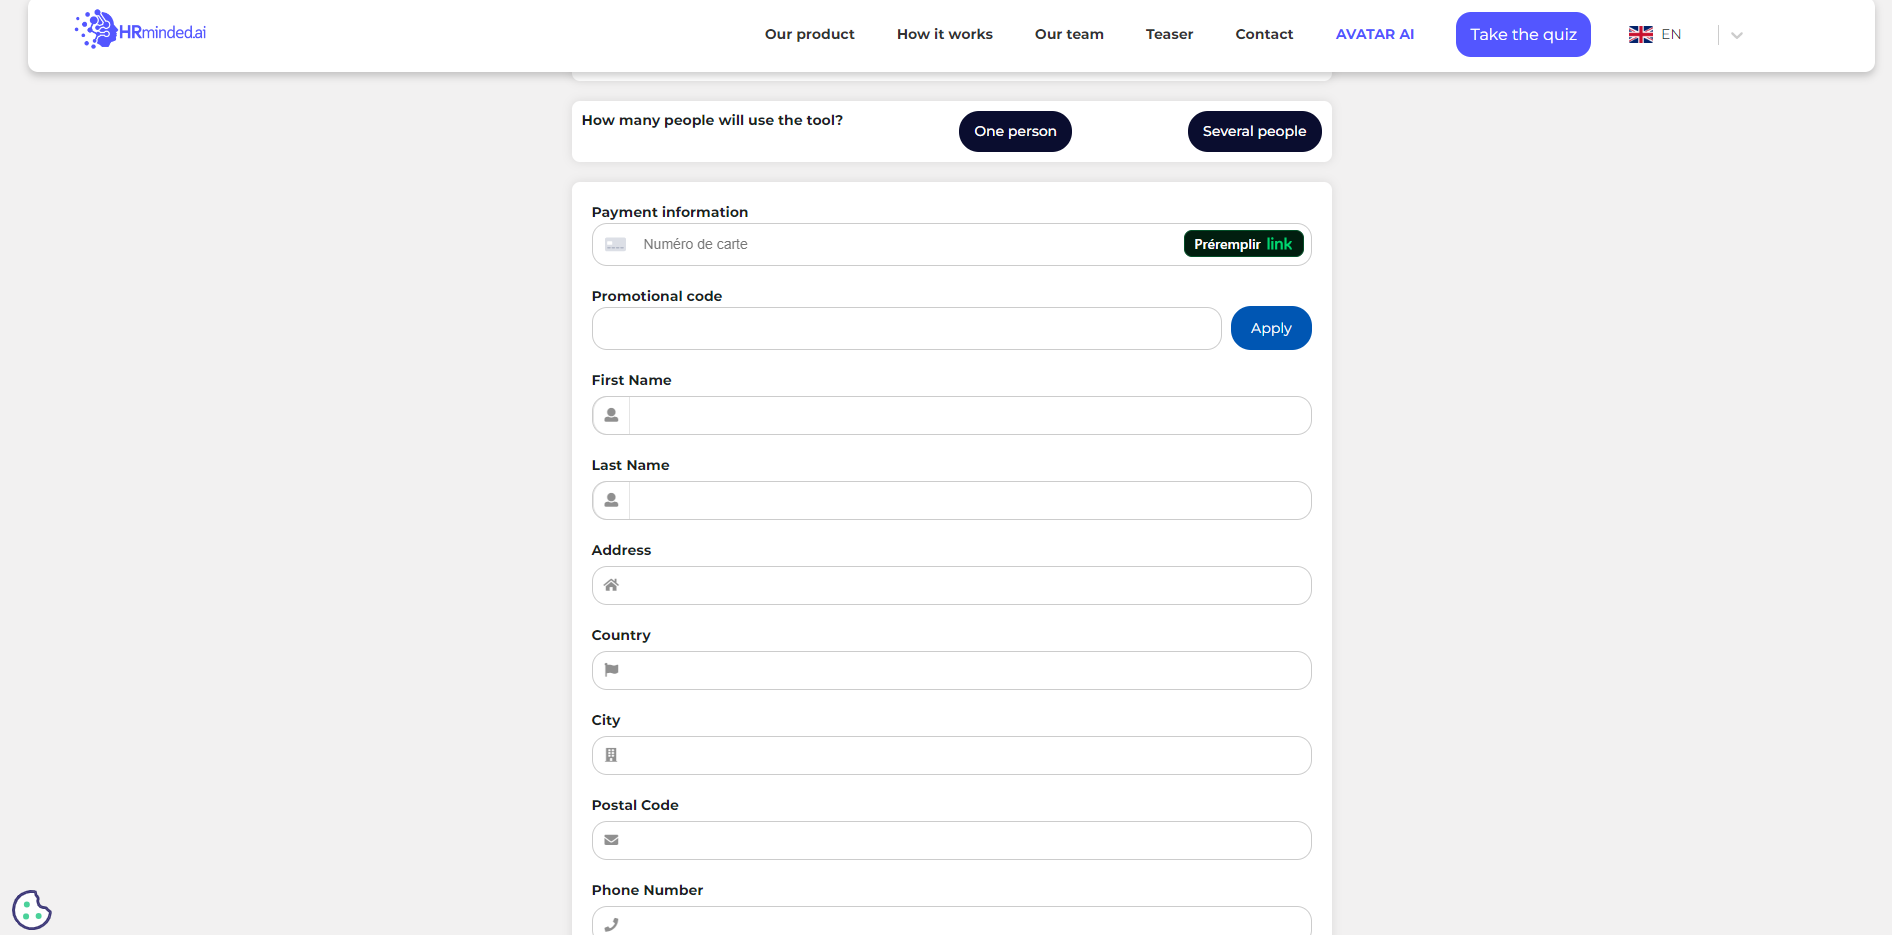 HRminded.ai
Our product
How it works
Our team
Teaser
Contact
AVATAR AI
Take the quiz
EN
How many people will use the tool?
One person
Several people
Payment information
Numéro de carte
Préremplir link
Promotional code
Apply
First Name
Last Name
Address
Country
City
Postal Code
Phone Number